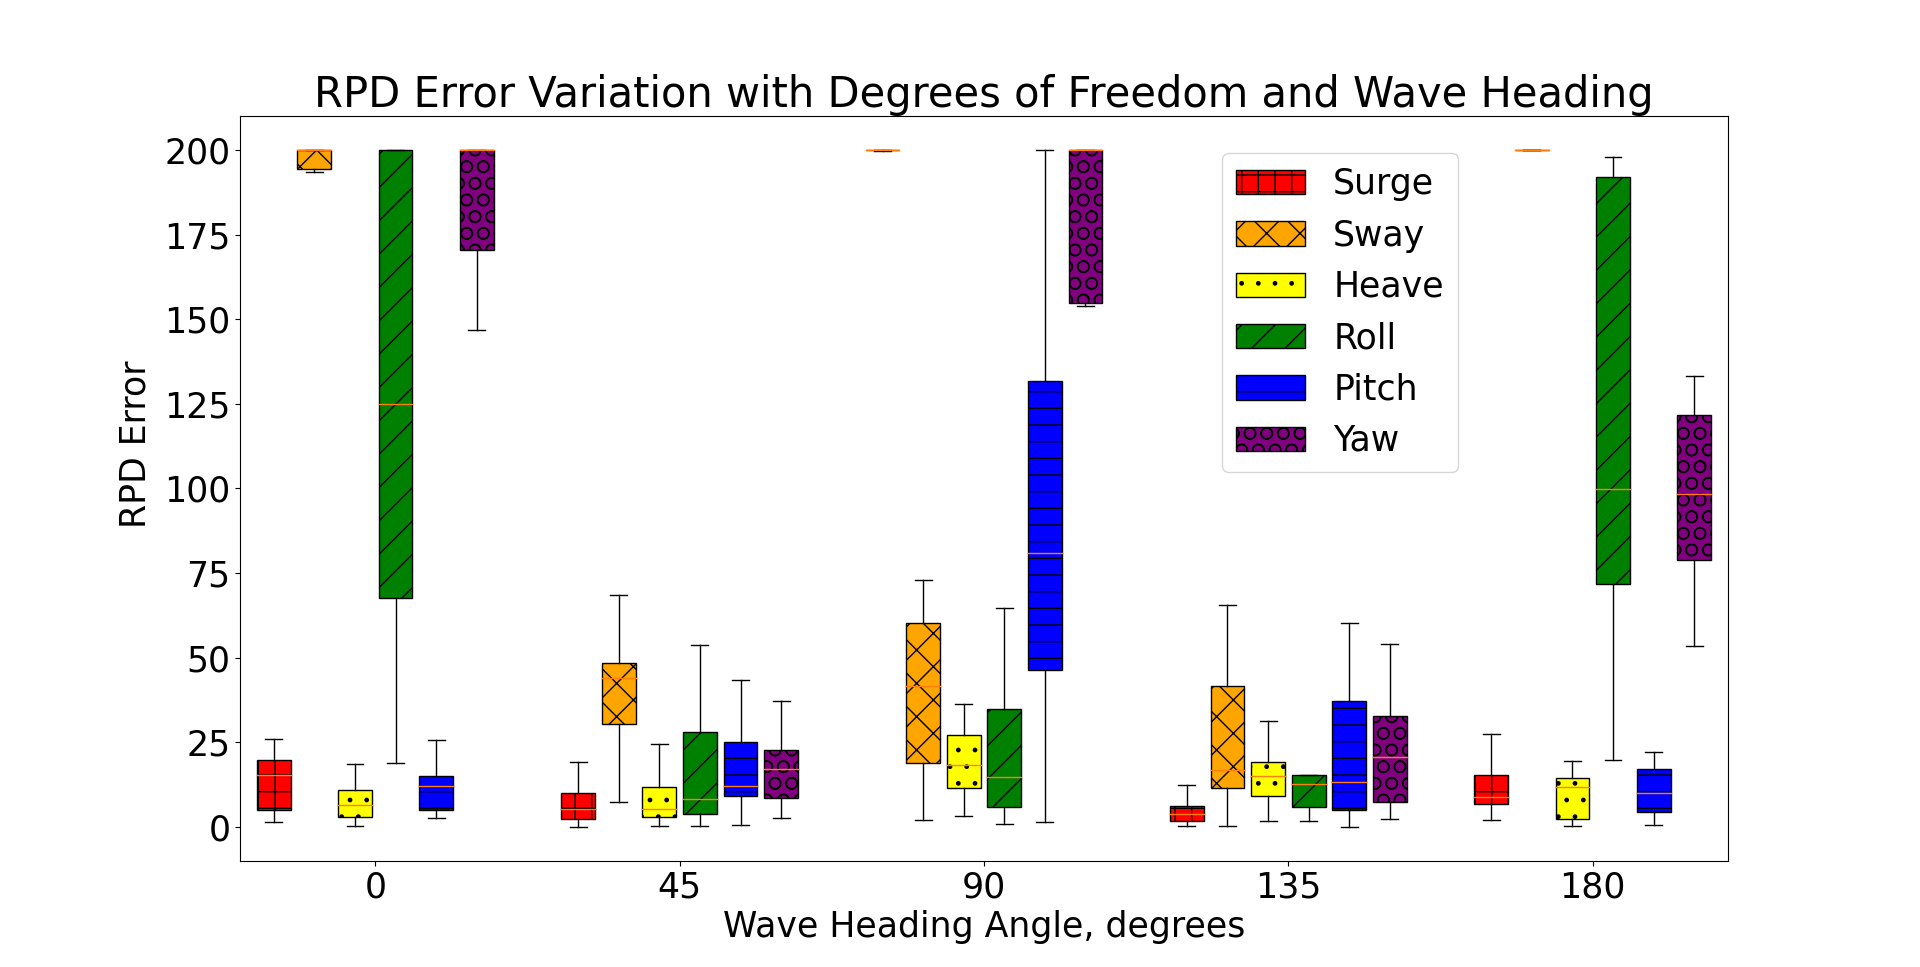 RPD Error Variation with Degrees of Freedom and Wave Heading
RPD Error
200
175
150
125
100
75
50
25
0
Surge
Sway
Heave
Roll
Pitch
Yaw
0 45 90 135 180
Wave Heading Angle, degrees